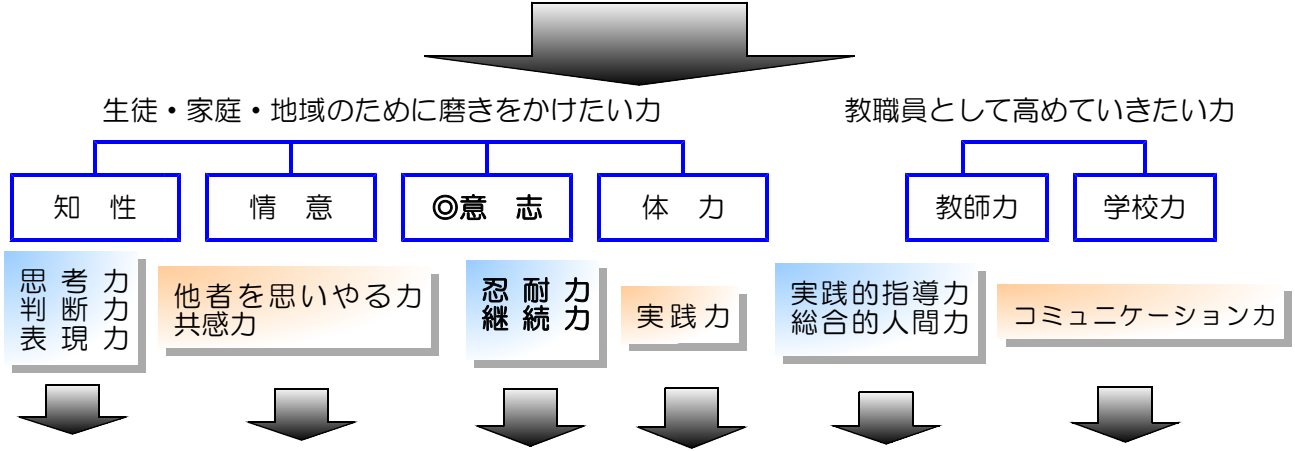 生徒・家庭・地域のために磨きをかけたい力
教職員として高めていきたい力
知 性
情 意
◎意 志
体 力
教師力
学校力
思 考 力
判 断 力
表 現 力
他者を思いやる力
共感力
忍 耐 力
継 続 力
実践力
実践的指導力
総合的人間力
コミュニケーション力